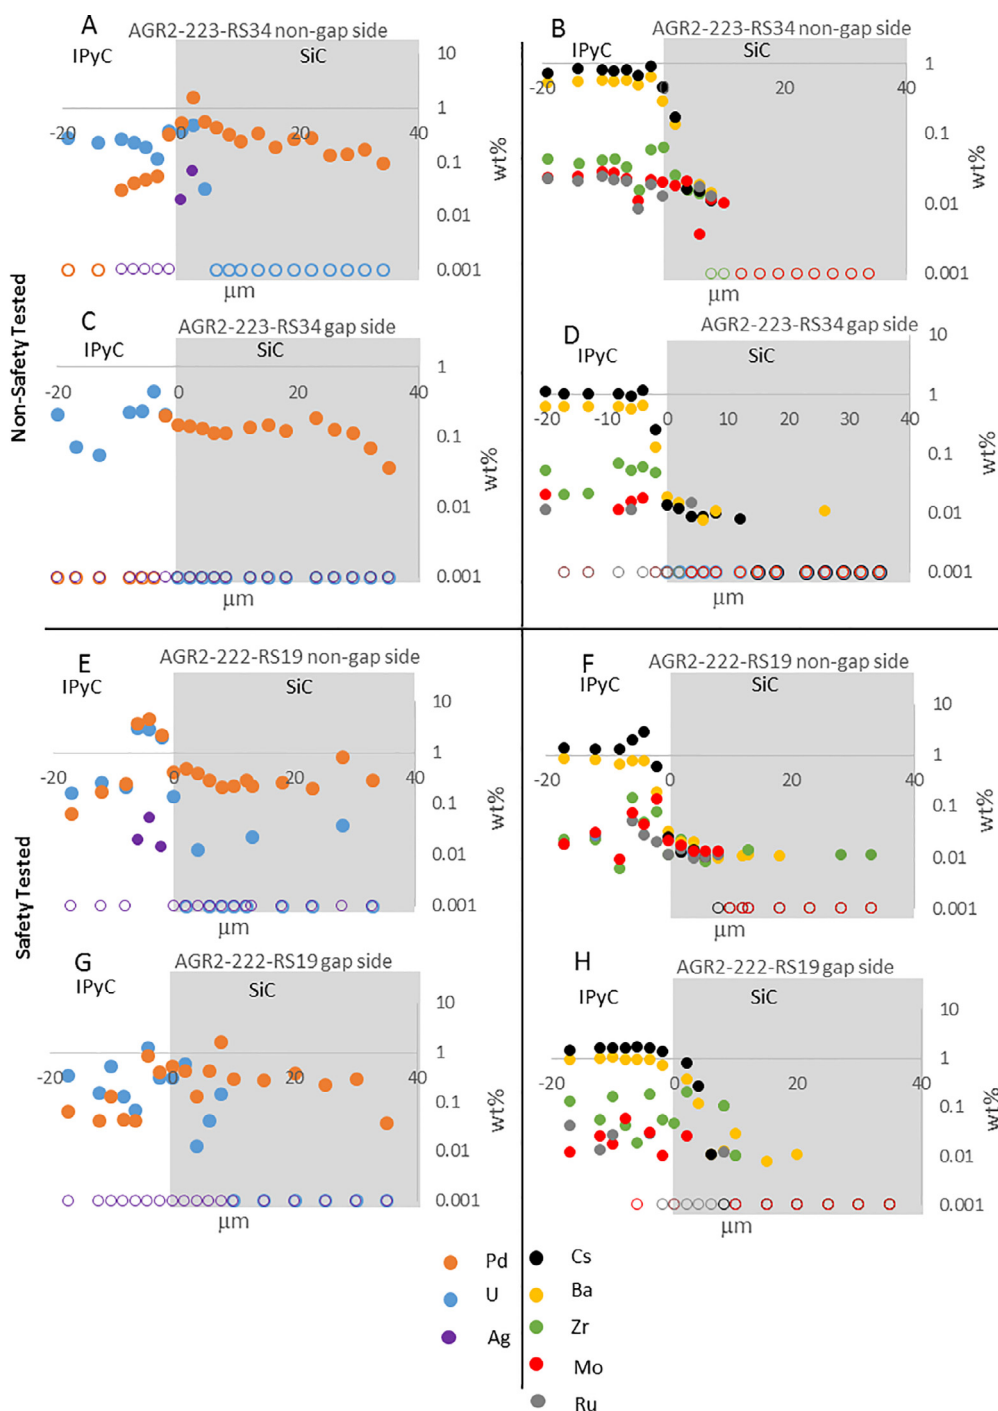 A
AGR2-223-RS34 non-gap side
IPyC
SiC
10
1
0.1
0.01
0.001
-20
0
20
40
wt%
µm
B
AGR2-223-RS34 non-gap side
IPyC
SiC
1
0.1
0.01
0.001
-20
0
20
40
wt%
µm
Non-Safety Tested
C
AGR2-223-RS34 gap side
IPyC
SiC
1
0.1
0.01
0.001
-20
0
20
40
wt%
µm
D
AGR2-223-RS34 gap side
IPyC
SiC
10
1
0.1
0.01
0.001
-20
-10
0
10
20
30
40
wt%
µm
Safety Tested
E
AGR2-222-RS19 non-gap side
IPyC
SiC
10
1
0.1
0.01
0.001
-20
0
20
40
wt%
µm
F
AGR2-222-RS19 non-gap side
IPyC
SiC
10
1
0.1
0.01
0.001
-20
0
20
40
wt%
µm
G
AGR2-222-RS19 gap side
IPyC
SiC
10
1
0.1
0.01
0.001
-20
0
20
40
wt%
µm
H
AGR2-222-RS19 gap side
IPyC
SiC
10
1
0.1
0.01
0.001
-20
0
20
40
wt%
µm
Pd
U
Ag
Cs
Ba
Zr
Mo
Ru